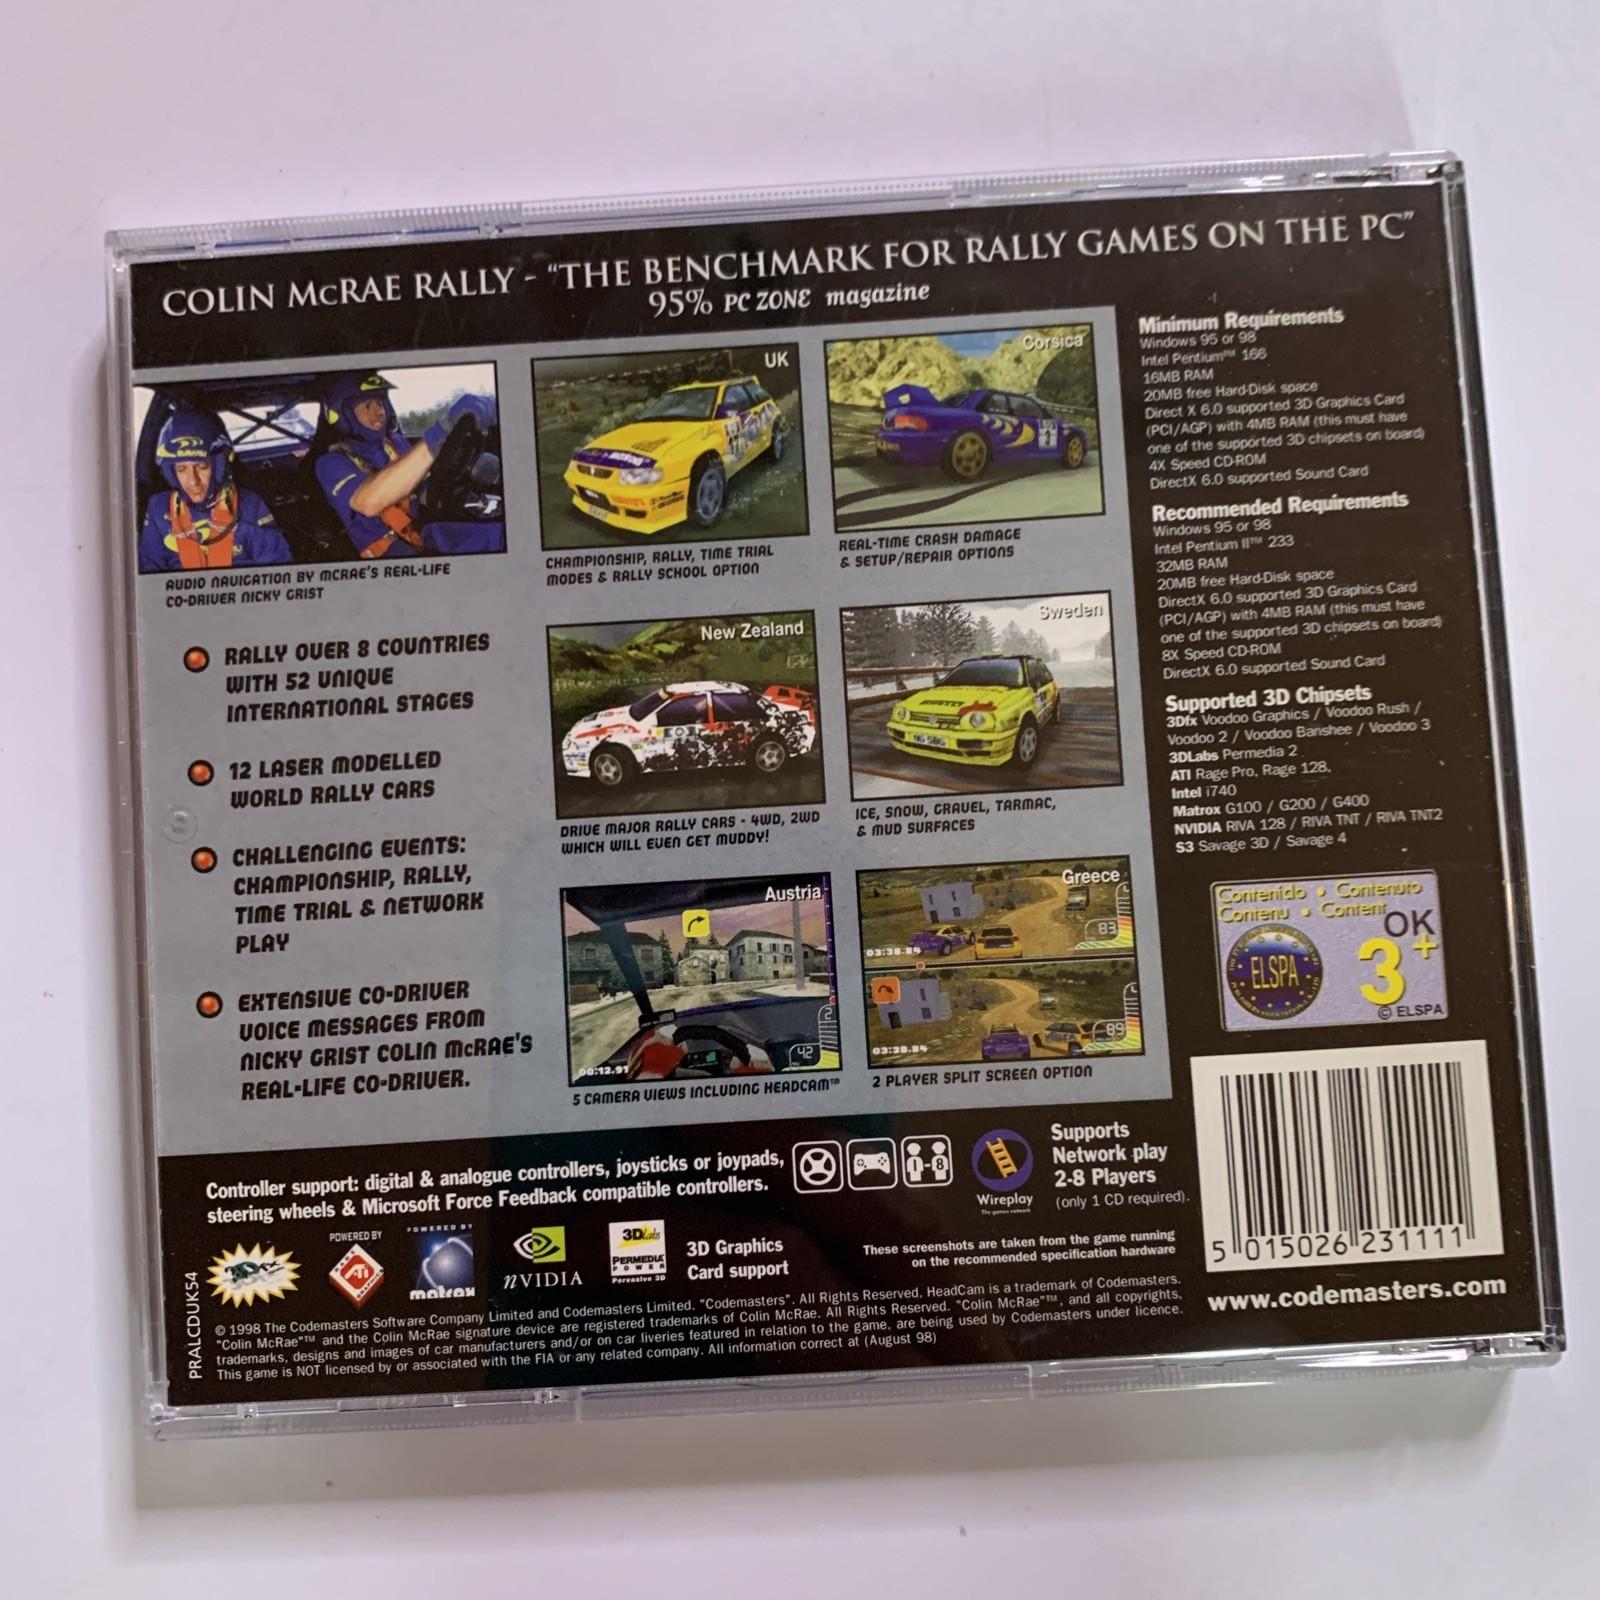 COLIN McRAE RALLY - "THE BENCHMARK FOR RALLY GAMES ON THE PC"
95% PC ZONE magazine
AUDIO NAVIGATION BY MCRAE'S REAL-LIFE
CO-DRIVER NICKY GRIST
UK
CHAMPIONSHIP, RALLY, TIME TRIAL
MODES & RALLY SCHOOL OPTION
Corsica
REAL-TIME CRASH DAMAGE
& SETUP/REPAIR OPTIONS
RALLY OVER 8 COUNTRIES
WITH 52 UNIQUE
INTERNATIONAL STAGES
12 LASER MODELLED
WORLD RALLY CARS
CHALLENGING EVENTS:
CHAMPIONSHIP, RALLY,
TIME TRIAL & NETWORK
PLAY
EXTENSIVE CO-DRIVER
VOICE MESSAGES FROM
NICKY GRIST COLIN McRAE'S
REAL-LIFE CO-DRIVER.
New Zealand
DRIVE MAJOR RALLY CARS - 4WD, 2WD
WHICH WILL EVEN GET MUDDY!
Sweden
ICE, SNOW, GRAVEL, TARMAC,
& MUD SURFACES
Austria
42
00:12.91
5 CAMERA VIEWS INCLUDING HEADCAM™
Greece
83
03:38.84
89
03:38.84
2 PLAYER SPLIT SCREEN OPTION
Minimum Requirements
Windows 95 or 98
Intel Pentium™ 166
16MB RAM
20MB free Hard-Disk space
Direct X 6.0 supported 3D Graphics Card
(PCI/AGP) with 4MB RAM (this must have
one of the supported 3D chipsets on board)
4X Speed CD-ROM
DirectX 6.0 supported Sound Card
Recommended Requirements
Windows 95 or 98
Intel Pentium II™ 233
32MB RAM
20MB free Hard-Disk space
DirectX 6.0 supported 3D Graphics Card
(PCI/AGP) with 4MB RAM (this must have
one of the supported 3D chipsets on board)
8X Speed CD-ROM
DirectX 6.0 supported Sound Card
Supported 3D Chipsets
3Dfx Voodoo Graphics / Voodoo Rush /
Voodoo 2 / Voodoo Banshee / Voodoo 3
3DLabs Permedia 2
ATI Rage Pro, Rage 128,
Intel i740
Matrox G100 / G200 / G400
NVIDIA RIVA 128 / RIVA TNT / RIVA TNT2
S3 Savage 3D / Savage 4
Contenido • Contenuto
Contenu • Content
OK
3+
ELSPA
© ELSPA
5 015026 231111
www.codemasters.com
Controller support: digital & analogue controllers, joysticks or joypads,
steering wheels & Microsoft Force Feedback compatible controllers.
1-8
Wireplay
The games network
Supports
Network play
2-8 Players
(only 1 CD required).
POWERED BY
ATI
POWERED BY
matrox
nVIDIA
3Dlabs
PERMEDIA
POWER
Pervasive 3D
3D Graphics
Card support
These screenshots are taken from the game running
on the recommended specification hardware
PRALCDUK54
© 1998 The Codemasters Software Company Limited and Codemasters Limited. "Codemasters". All Rights Reserved. HeadCam is a trademark of Codemasters.
"Colin McRae"™ and the Colin McRae signature device are registered trademarks of Colin McRae. All Rights Reserved. "Colin McRae"™, and all copyrights,
trademarks, designs and images of car manufacturers and/or on car liveries featured in relation to the game, are being used by Codemasters under licence.
This game is NOT licensed by or associated with the FIA or any related company. All information correct at (August 98)